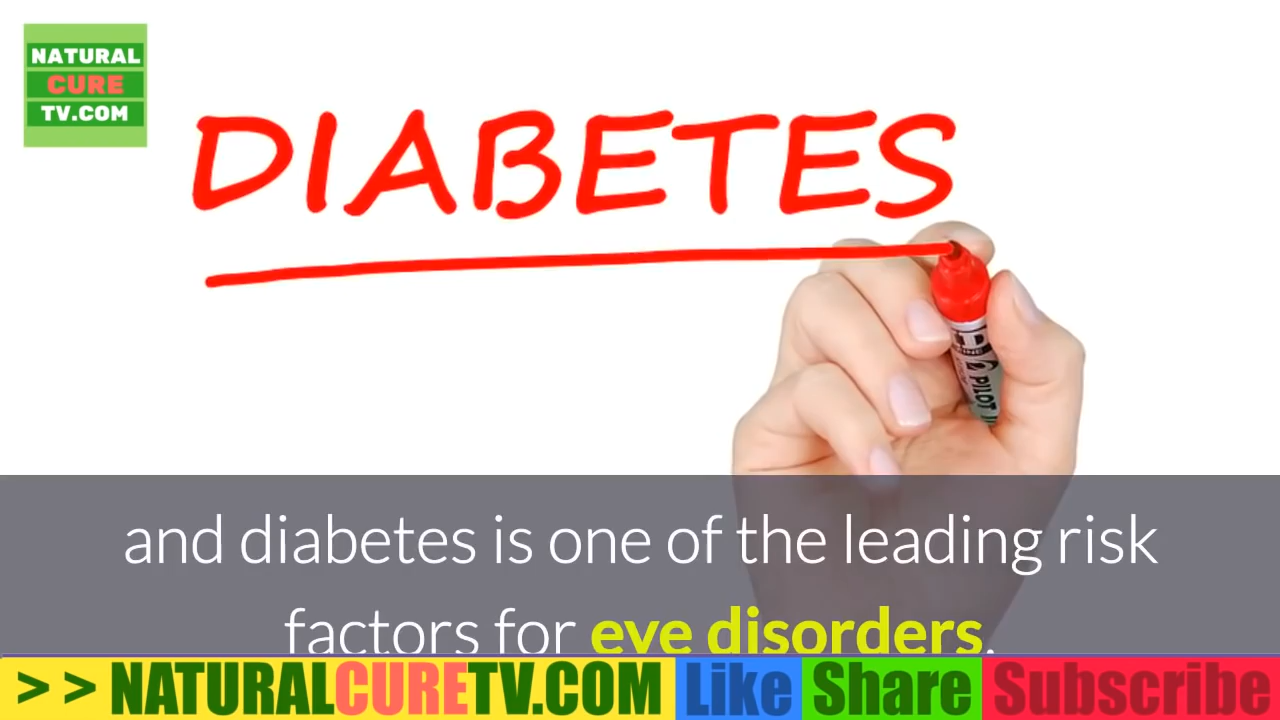 NATURAL
CURE
TV.COM
DIABETES
PILOT
and diabetes is one of the leading risk
factors for eye disorders.
> > NATURALCURETV.COM Like Share Subscribe